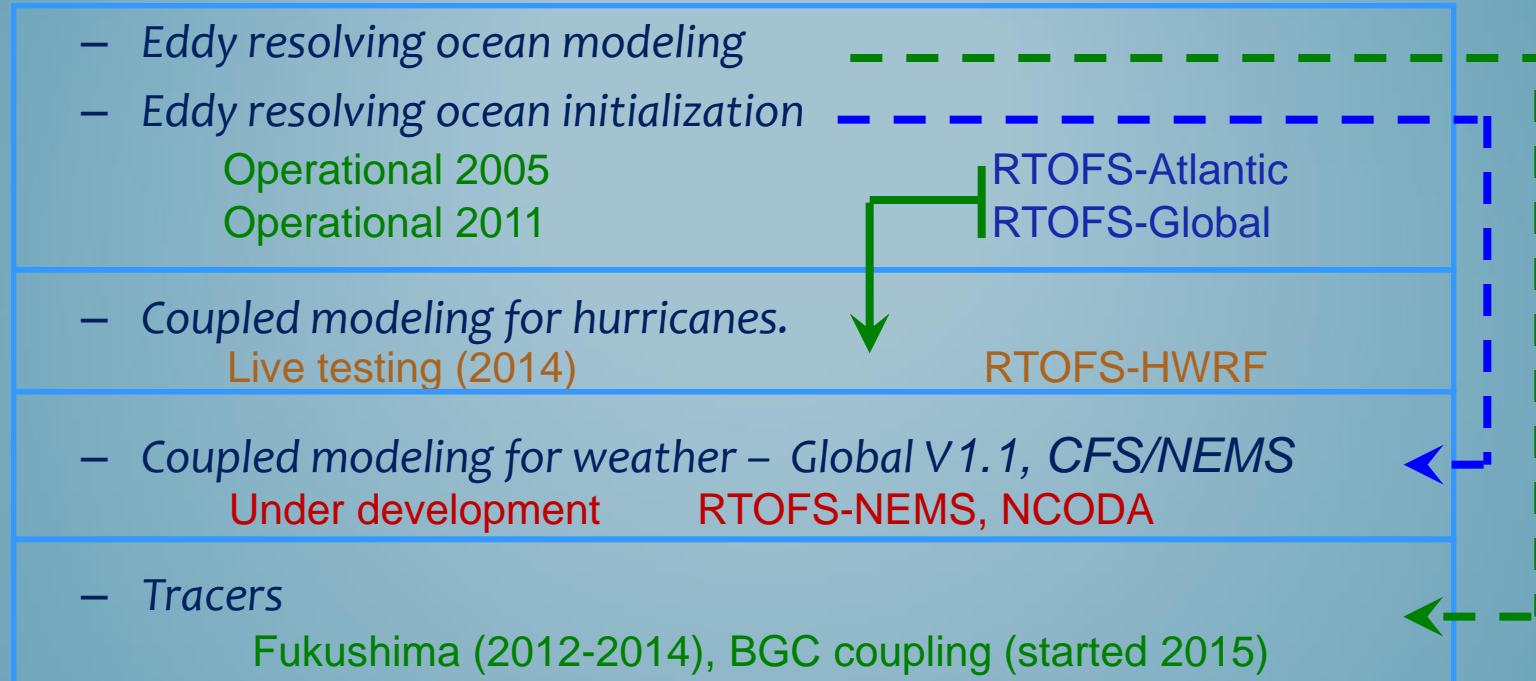 – Eddy resolving ocean modeling
– Eddy resolving ocean initialization
Operational 2005 RTOFS-Atlantic
Operational 2011 RTOFS-Global
– Coupled modeling for hurricanes.
Live testing (2014) RTOFS-HWRF
– Coupled modeling for weather – Global V1.1, CFS/NEMS
Under development RTOFS-NEMS, NCODA
– Tracers
Fukushima (2012-2014), BGC coupling (started 2015)